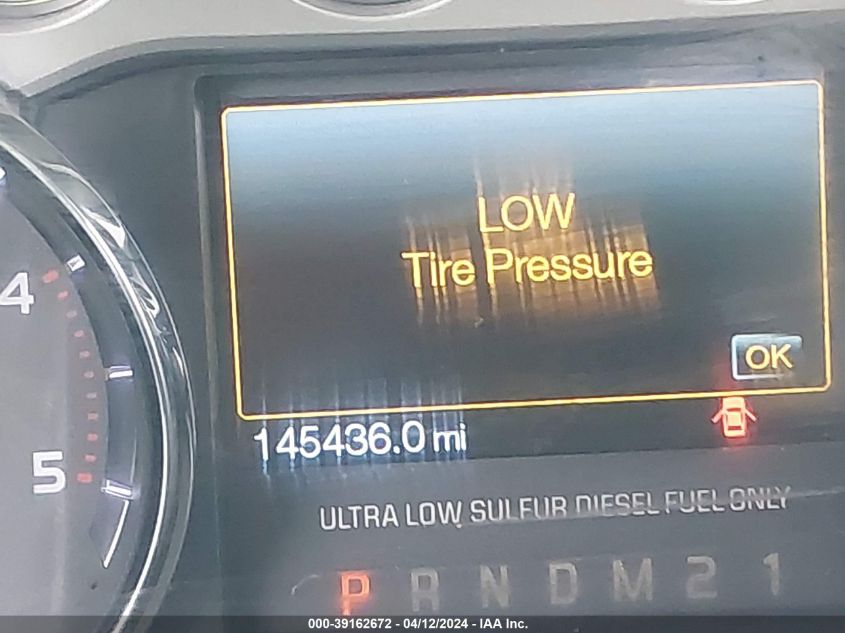 LOW
Tire Pressure
OK
4
145436.0 mi
5
ULTRA LOW SULFUR DIESEL FUEL ONLY
P R N D M 2 1
000-39162672 - 04/12/2024 - IAA Inc.